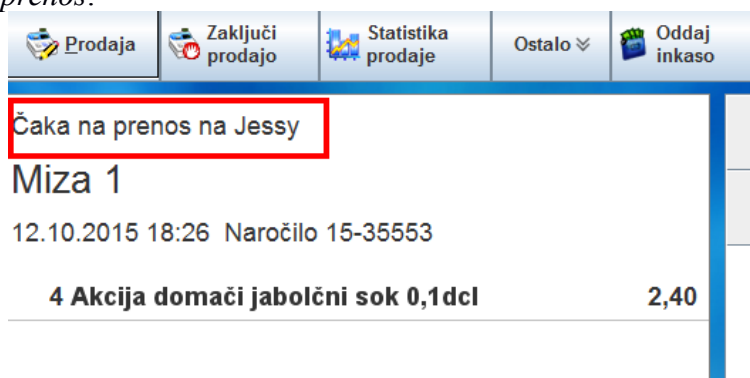 prenos:
Prodaja
Zaključi
prodajo
Statistika
prodaje
Ostalo
Oddaj
inkaso
Čaka na prenos na Jessy
Miza 1
12.10.2015 18:26 Naročilo 15-35553
4 Akcija domači jabolčni sok 0,1dcl 2,40